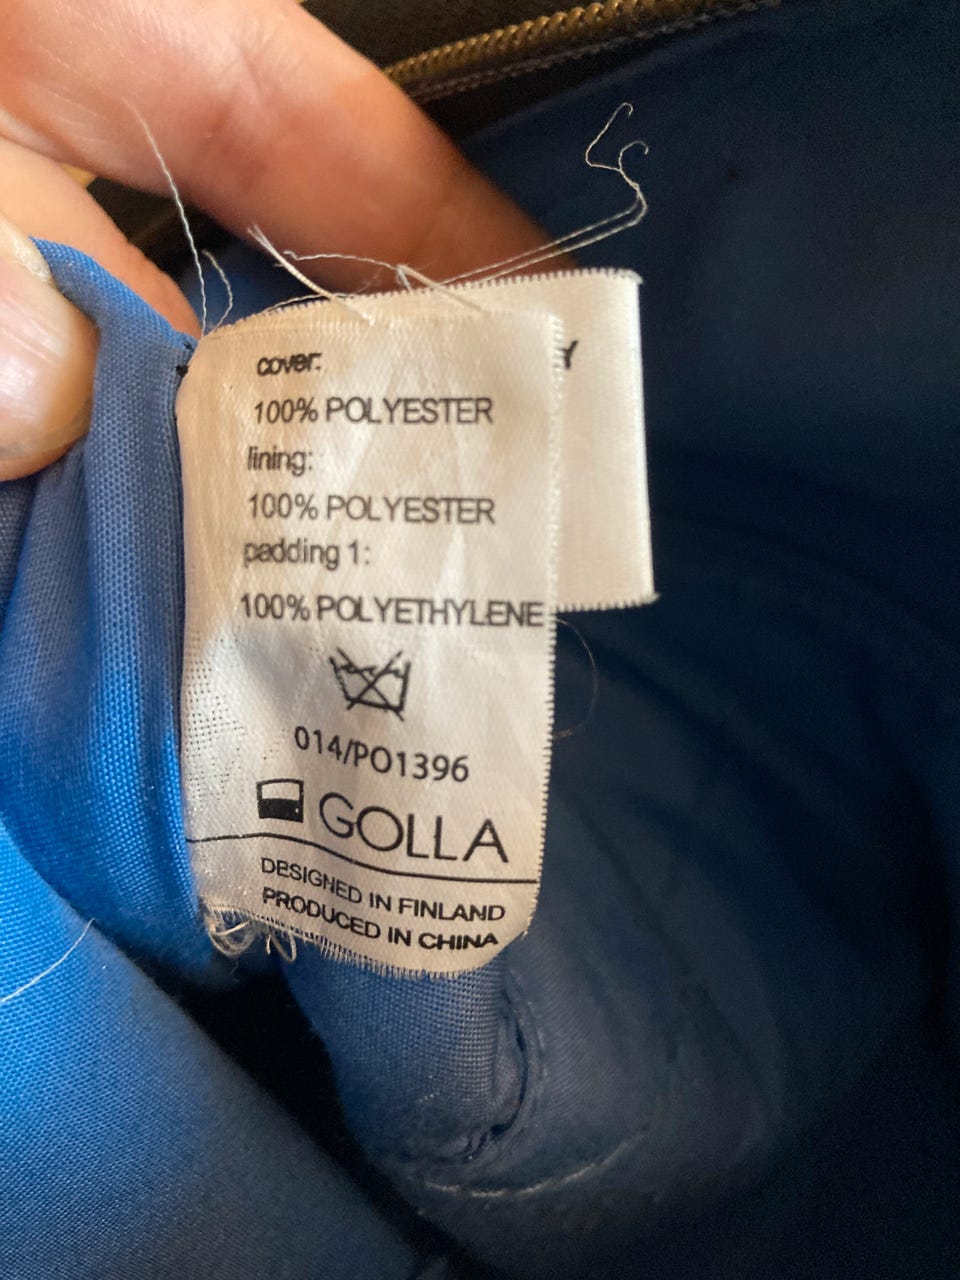 cover:
100% POLYESTER
lining:
100% POLYESTER
padding 1:
100% POLYETHYLENE
014/PO1396
GOLLA
DESIGNED IN FINLAND
PRODUCED IN CHINA